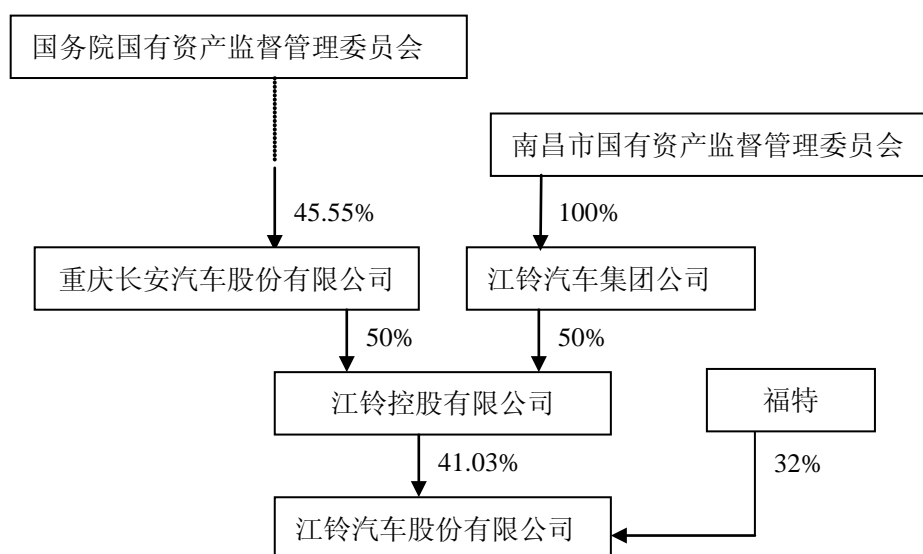 国务院国有资产监督管理委员会
南昌市国有资产监督管理委员会
45.55%
100%
重庆长安汽车股份有限公司
江铃汽车集团公司
50%
50%
江铃控股有限公司
福特
41.03%
32%
江铃汽车股份有限公司